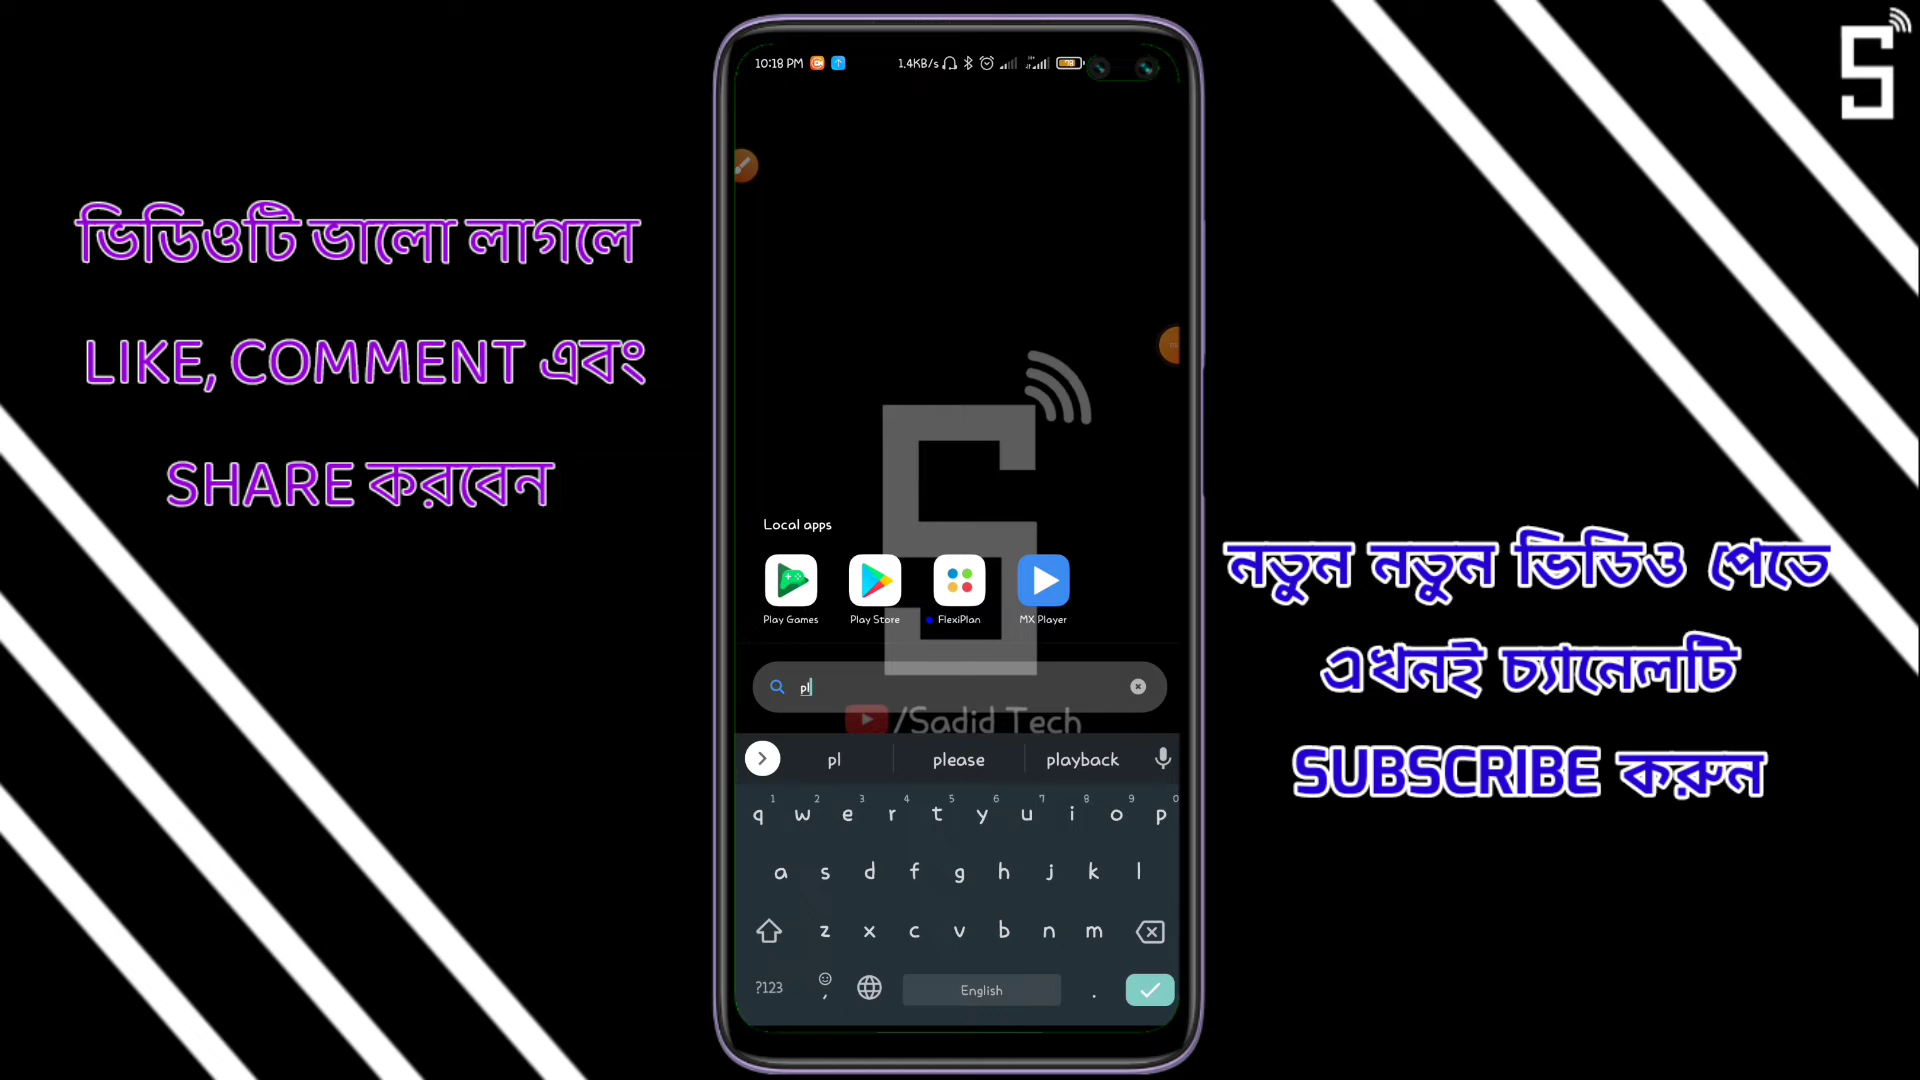 10:18 PM 1.4KB/s 78
ভিডিওটি ভালো লাগলে
LIKE, COMMENT এবং
SHARE করবেন
Local apps
Play Games Play Store FlexiPlan MX Player
pl
/Sadid Tech
নতুন নতুন ভিডিও পেতে
এখনই চ্যানেলটি
SUBSCRIBE করুন
pl please playback
1 2 3 4 5 6 7 8 9 0
q w e r t y u i o p
a s d f g h j k l
z x c v b n m
?123 , English .